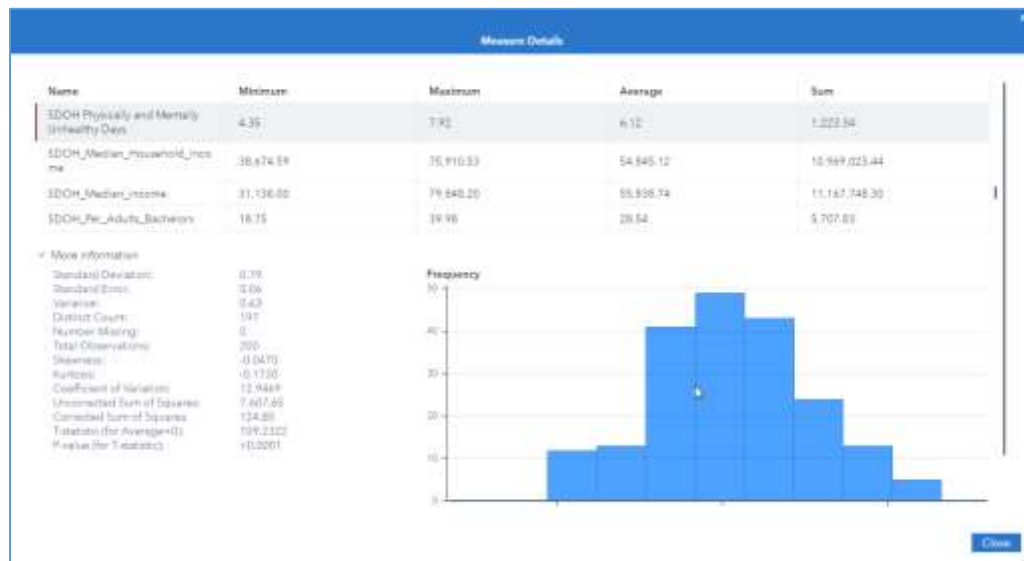 Measure Details
Name Minimum Maximum Average Sum
SDOH Physically and Mentally Unhealthy Days 4.35 7.92 6.12 1,223.54
SDOH_Median_Household_Income 38,674.59 75,910.53 54,845.12 10,969,023.44
SDOH_Median_Income 31,138.00 79,848.20 55,838.74 11,167,748.30
SDOH_Per_Adults_Bachelors 18.75 39.98 28.54 5,707.83
More information
Standard Deviation: 0.79
Standard Error: 0.06
Variance: 0.63
Distinct Count: 197
Number Missing: 0
Total Observations: 200
Skewness: -0.0470
Kurtosis: -0.1730
Coefficient of Variation: 12.9469
Uncorrected Sum of Squares: 7,607.65
Corrected Sum of Squares: 124.85
T-statistic (for Average=0): 109.2322
P-value (for T-statistic): <0.0001
Frequency
50
40
30
20
10
0
Close